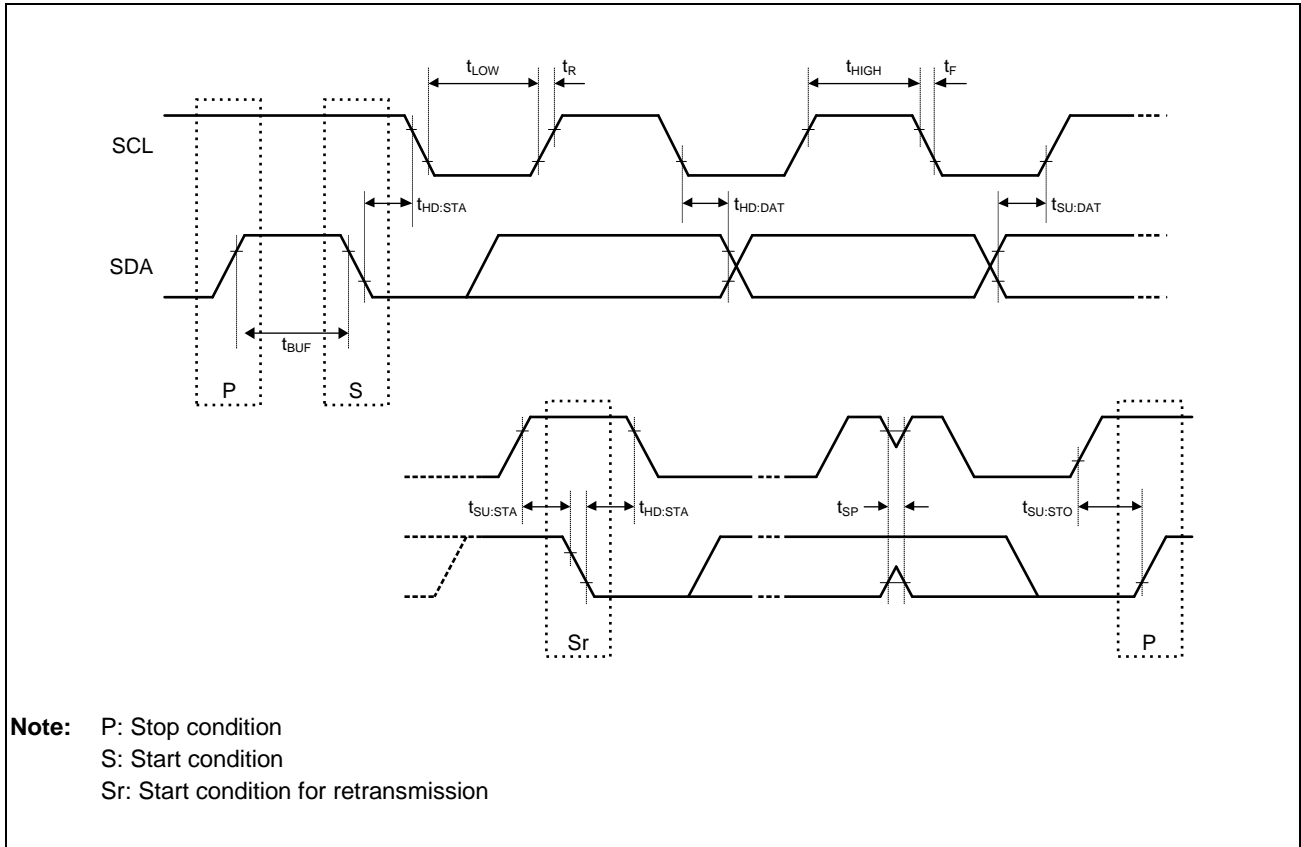 tLOW tR tHIGH tF
SCL
tHD:STA tHD:DAT tSU:DAT
SDA
tBUF
P S
tSU:STA tHD:STA tSP tSU:STO
Sr P
Note: P: Stop condition
S: Start condition
Sr: Start condition for retransmission